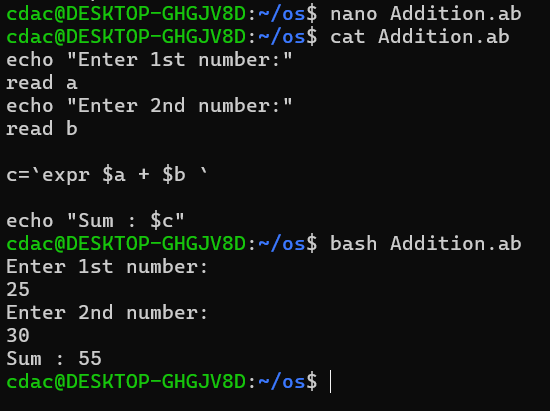 cdac@DESKTOP-GHGJV8D:~/os$ nano Addition.ab
cdac@DESKTOP-GHGJV8D:~/os$ cat Addition.ab
echo "Enter 1st number:"
read a
echo "Enter 2nd number:"
read b

c=`expr $a + $b `

echo "Sum : $c"
cdac@DESKTOP-GHGJV8D:~/os$ bash Addition.ab
Enter 1st number:
25
Enter 2nd number:
30
Sum : 55
cdac@DESKTOP-GHGJV8D:~/os$